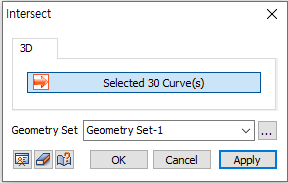 Intersect
3D
Selected 30 Curve(s)
Geometry Set Geometry Set-1 ...
OK Cancel Apply